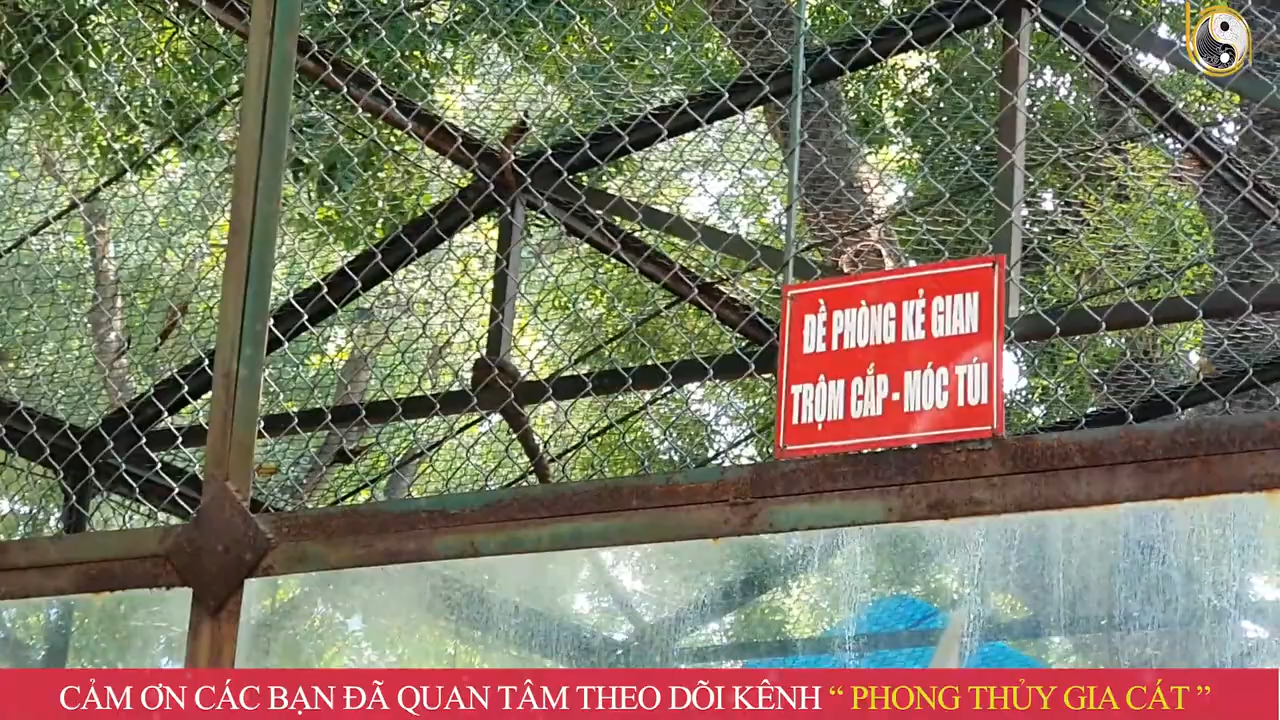 ĐỀ PHÒNG KẺ GIAN
TRỘM CẮP - MÓC TÚI
CẢM ƠN CÁC BẠN ĐÃ QUAN TÂM THEO DÕI KÊNH “ PHONG THỦY GIA CÁT ”